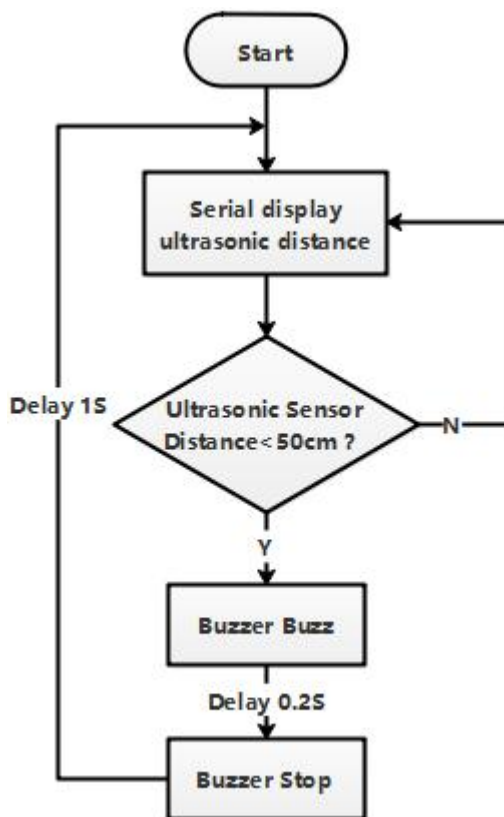 Start
Serial display
ultrasonic distance
Delay 1S
Ultrasonic Sensor
Distance<50cm ?
N
Y
Buzzer Buzz
Delay 0.2S
Buzzer Stop